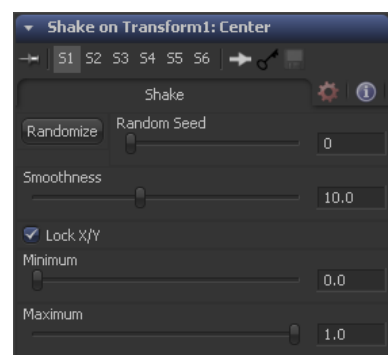 Shake on Transform1: Center
S1 S2 S3 S4 S5 S6
Shake
Randomize
Random Seed
0
Smoothness
10.0
Lock X/Y
Minimum
0.0
Maximum
1.0